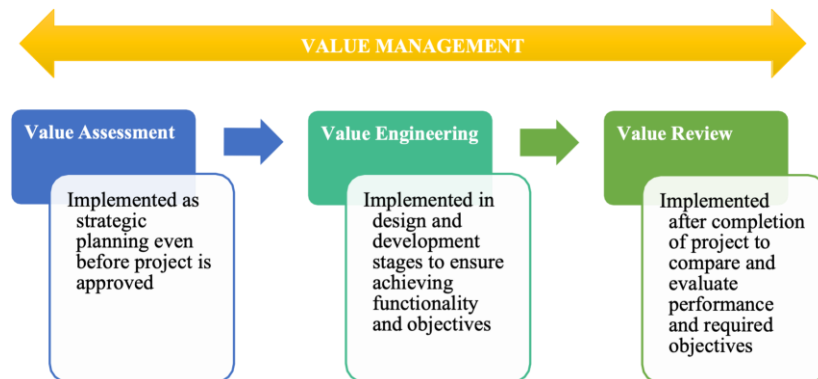 VALUE MANAGEMENT
Value Assessment
Implemented as
strategic
planning even
before project is
approved
Value Engineering
Implemented in
design and
development
stages to ensure
achieving
functionality
and objectives
Value Review
Implemented
after completion
of project to
compare and
evaluate
performance
and required
objectives